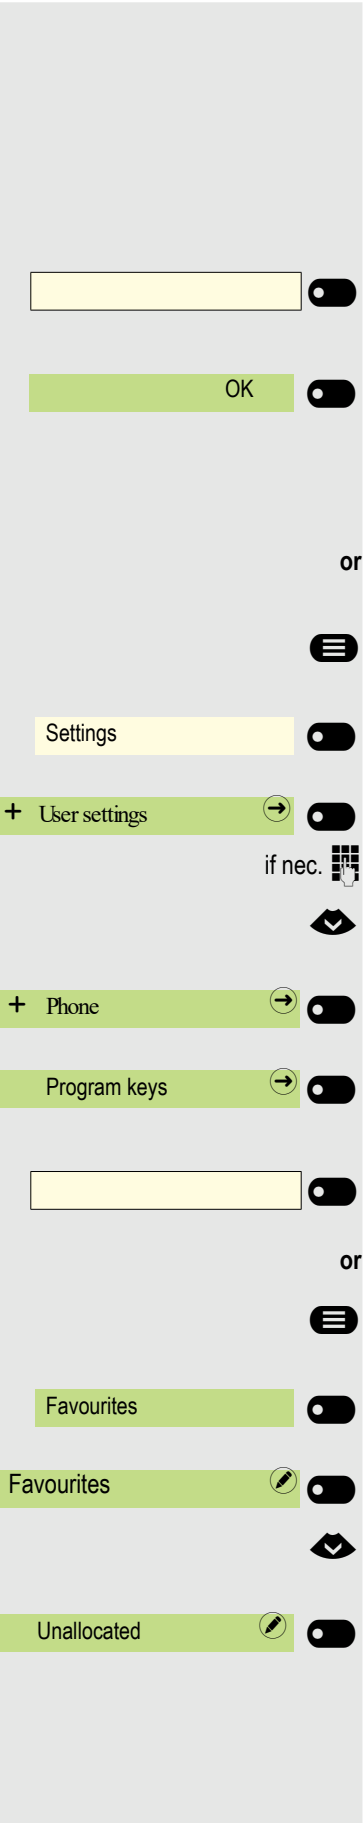 OK
or
Settings
+ User settings
if nec.
+ Phone
Program keys
or
Favourites
Favourites
Unallocated